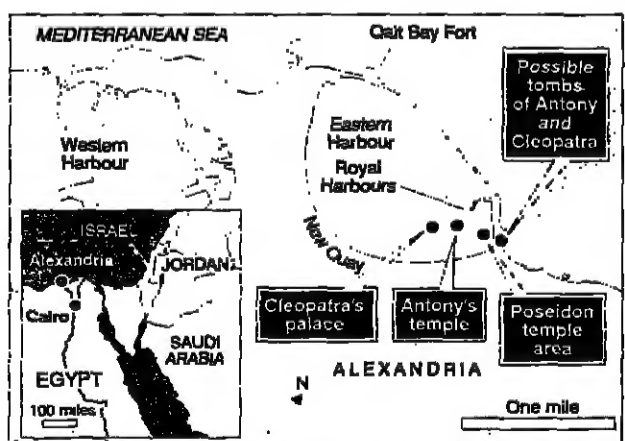 MEDITERRANEAN SEA
Qait Bay Fort
Possible
tombs
of Antony
and
Cleopatra
Western
Harbour
Eastern
Harbour
Royal
Harbours
New Quay
Cleopatra's
palace
Antony's
temple
Poseidon
temple
area
ALEXANDRIA
N
One mile
ISRAEL
Alexandria
JORDAN
Cairo
SAUDI
ARABIA
EGYPT
100 miles